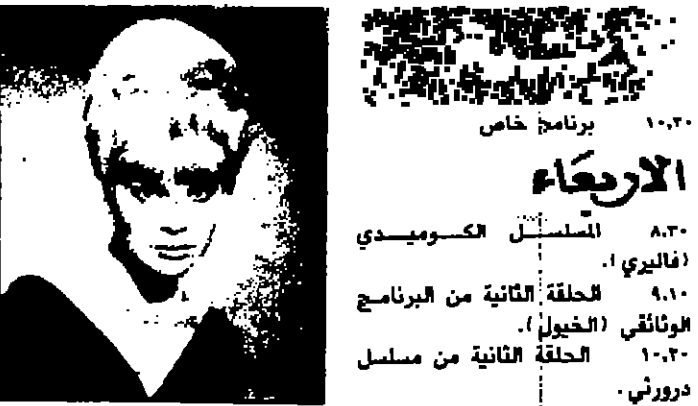 ١٠,٣٠ برنامج خاص
الاربعاء
٨,٣٠ المسلسل الكوميدي
(فاليري).
٩,١٠ الحلقة الثانية من البرنامج
الوثائقي (الخيول).
١٠,٢٠ الحلقة الثانية من مسلسل
دوروثي.